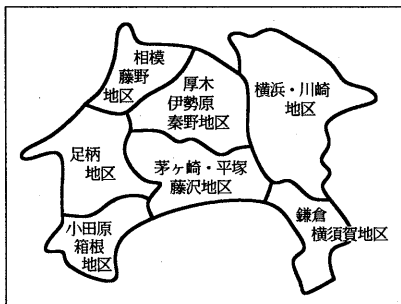 相模
藤野
地区
厚木
伊勢原
秦野地区
横浜・川崎
地区
足柄
地区
茅ヶ崎・平塚
藤沢地区
小田原
箱根
地区
鎌倉
横須賀地区